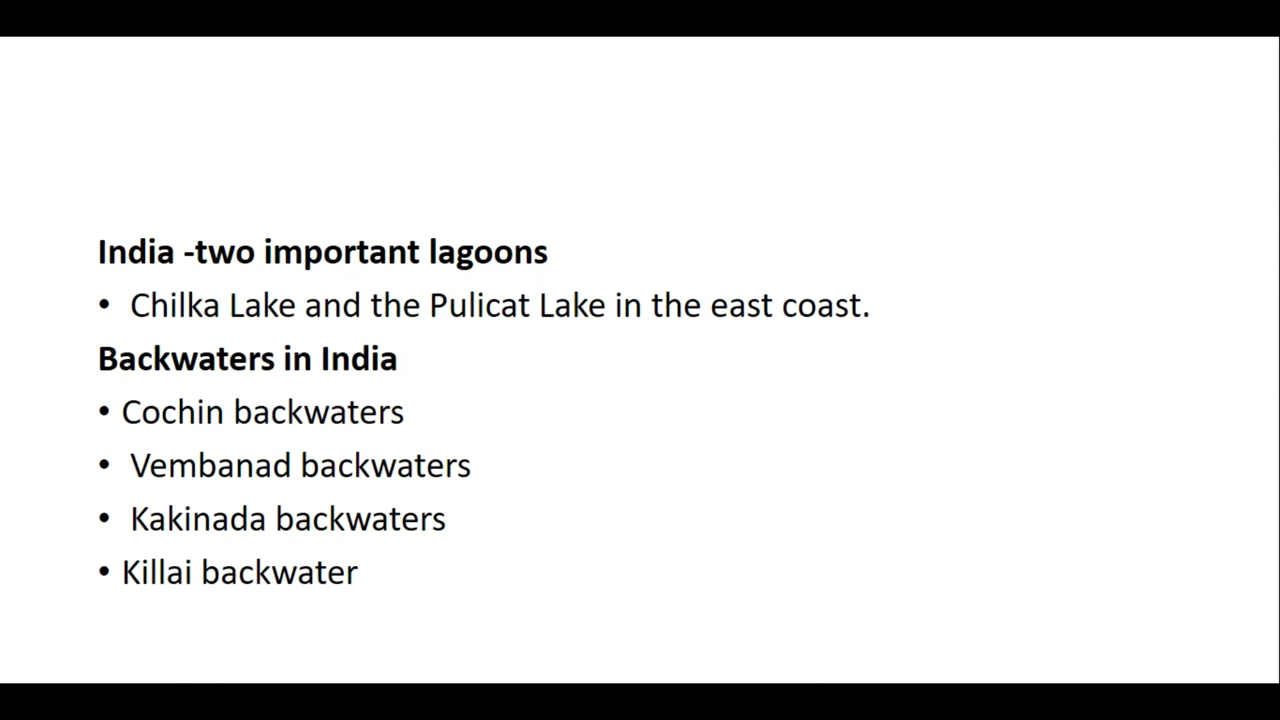 India -two important lagoons
• Chilka Lake and the Pulicat Lake in the east coast.
Backwaters in India
• Cochin backwaters
• Vembanad backwaters
• Kakinada backwaters
• Killai backwater